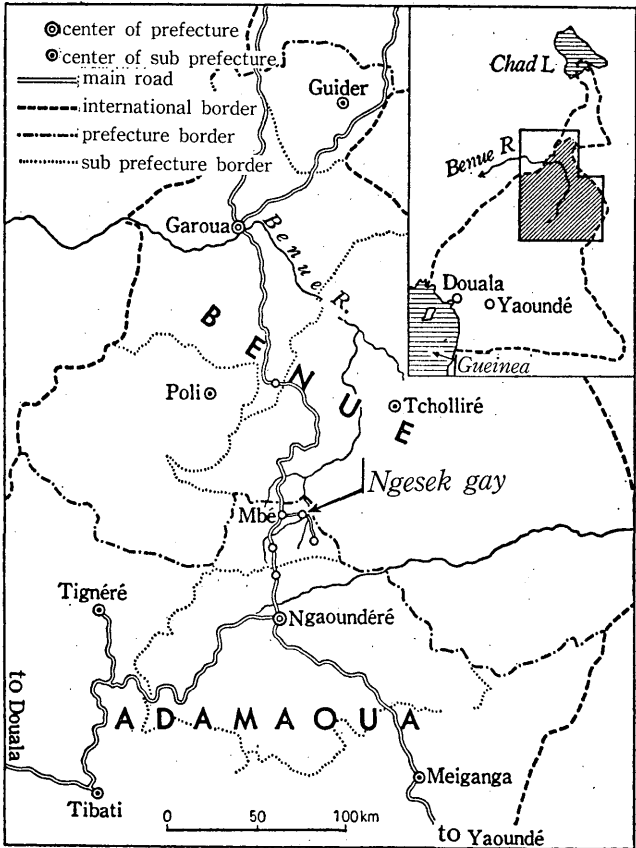 center of prefecture
center of sub prefecture
main road
international border
prefecture border
sub prefecture border
Guider
Chad L
Benue R
Garoua
Benue R.
Douala
Yaoundé
Gueinea
BENUE
Poli
Tcholliré
Ngesek gay
Mbé
Tignéré
Ngaoundéré
to Douala
ADAMAOUA
Meiganga
Tibati
0 50 100km
to Yaoundé